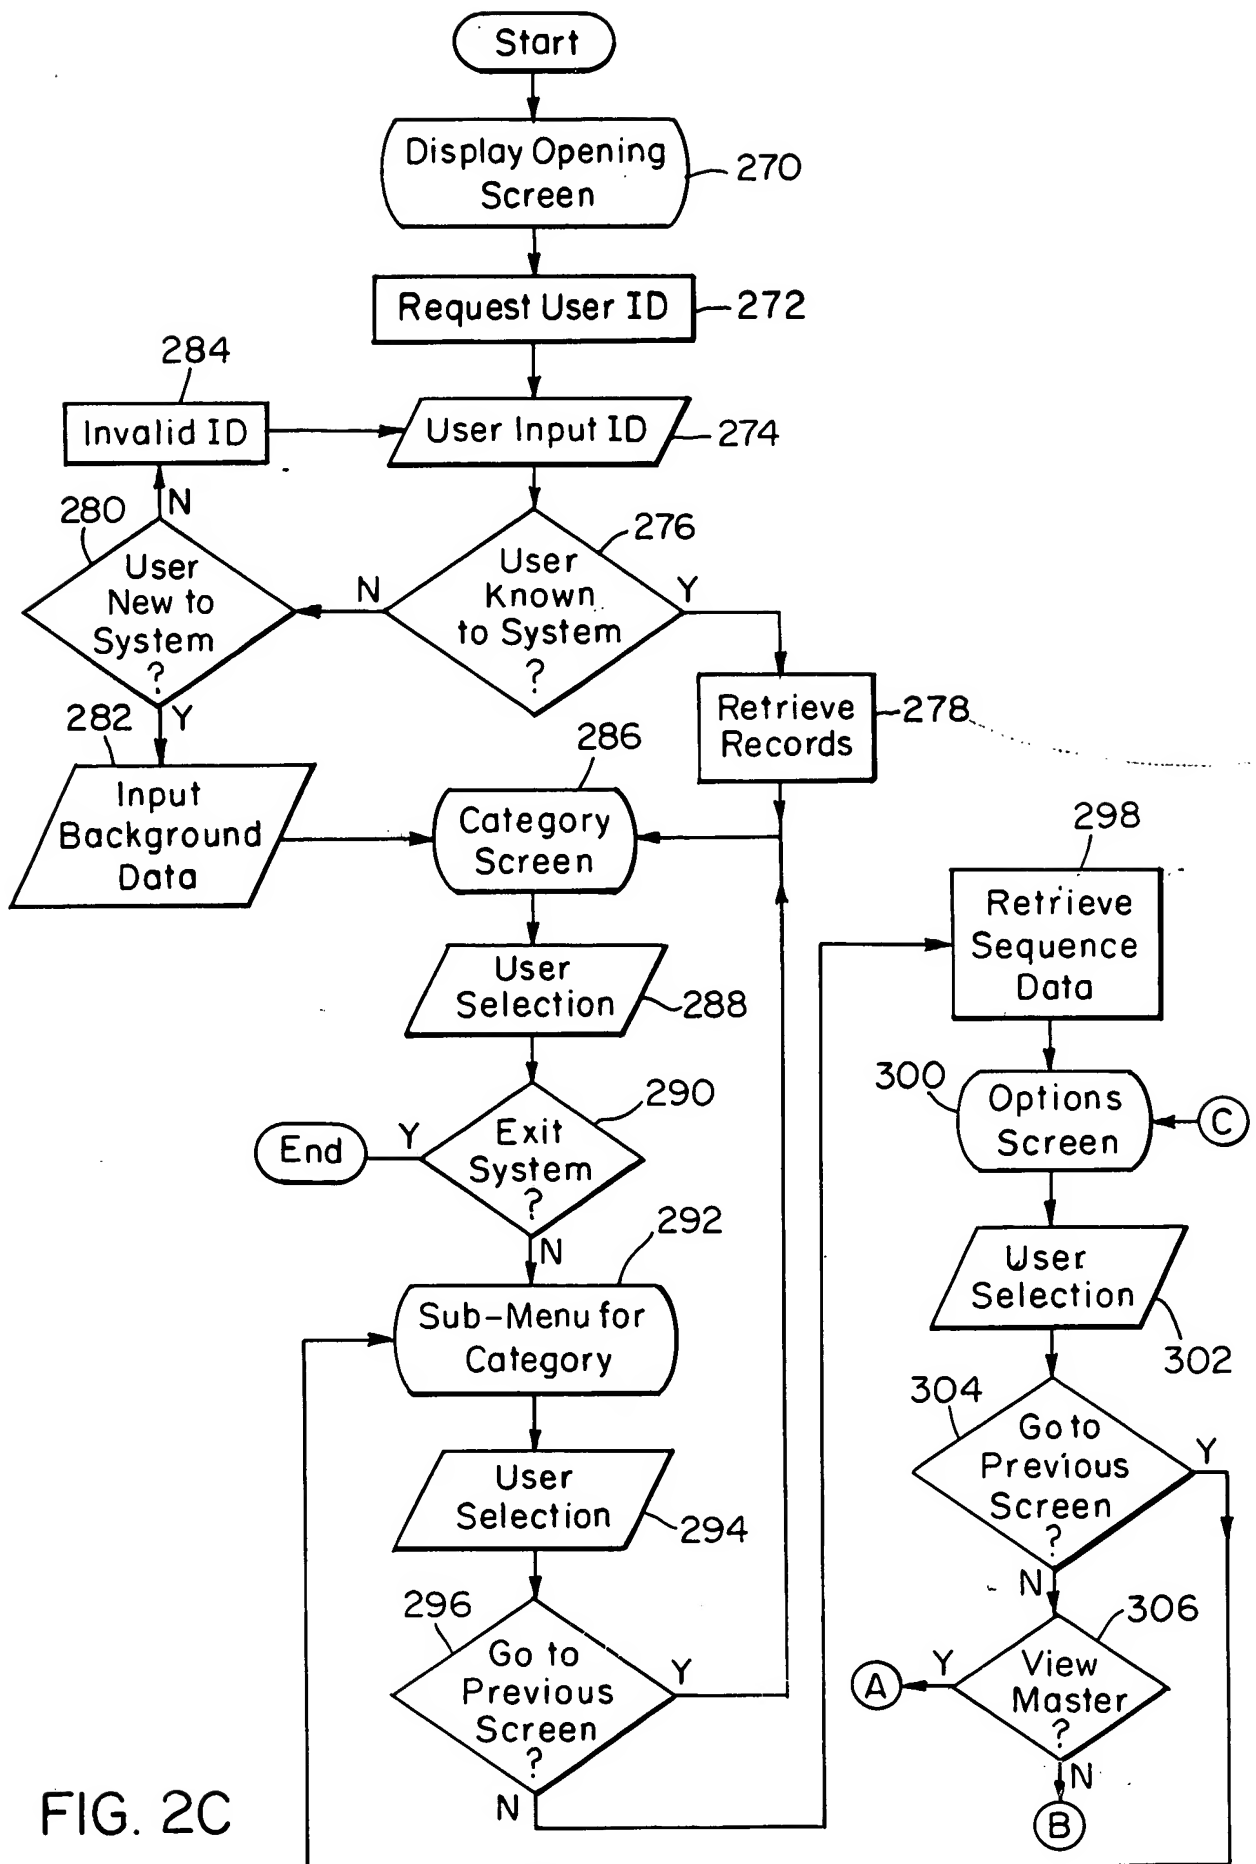 Start
Display Opening
Screen
270
Request User ID
272
284
Invalid ID
User Input ID
274
280
N
276
User
New to
System
?
N
User
Known
to System
?
Y
282
Y
Retrieve
Records
278
286
Input
Background
Data
Category
Screen
298
Retrieve
Sequence
Data
User
Selection
288
300
Options
Screen
C
290
End
Y
Exit
System
?
N
292
User
Selection
302
Sub-Menu for
Category
304
Go to
Previous
Screen
?
Y
N
User
Selection
294
296
Go to
Previous
Screen
?
Y
N
306
A
Y
View
Master
?
N
B
FIG. 2C